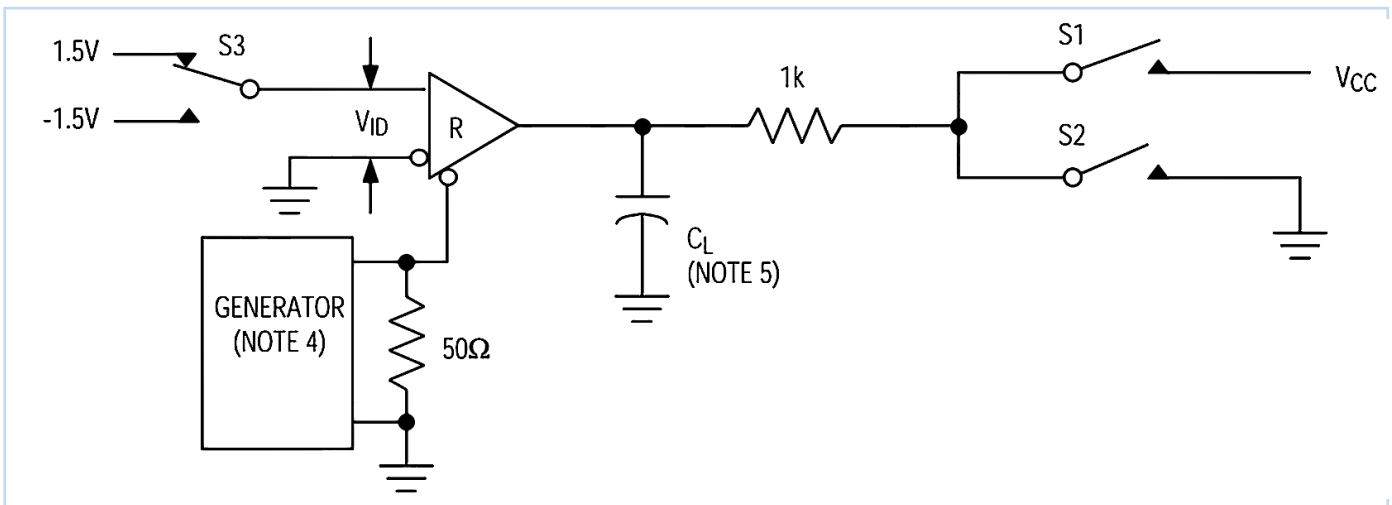 1.5V
S3
-1.5V
VID
R
1k
S1
VCC
S2
CL
(NOTE 5)
GENERATOR
(NOTE 4)
50Ω